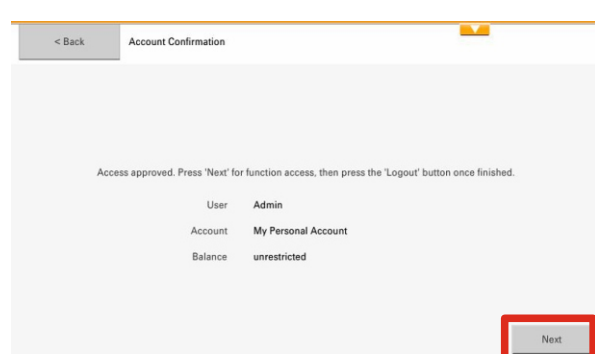 < Back Account Confirmation
Access approved. Press 'Next' for function access, then press the 'Logout' button once finished.
User Admin
Account My Personal Account
Balance unrestricted
Next